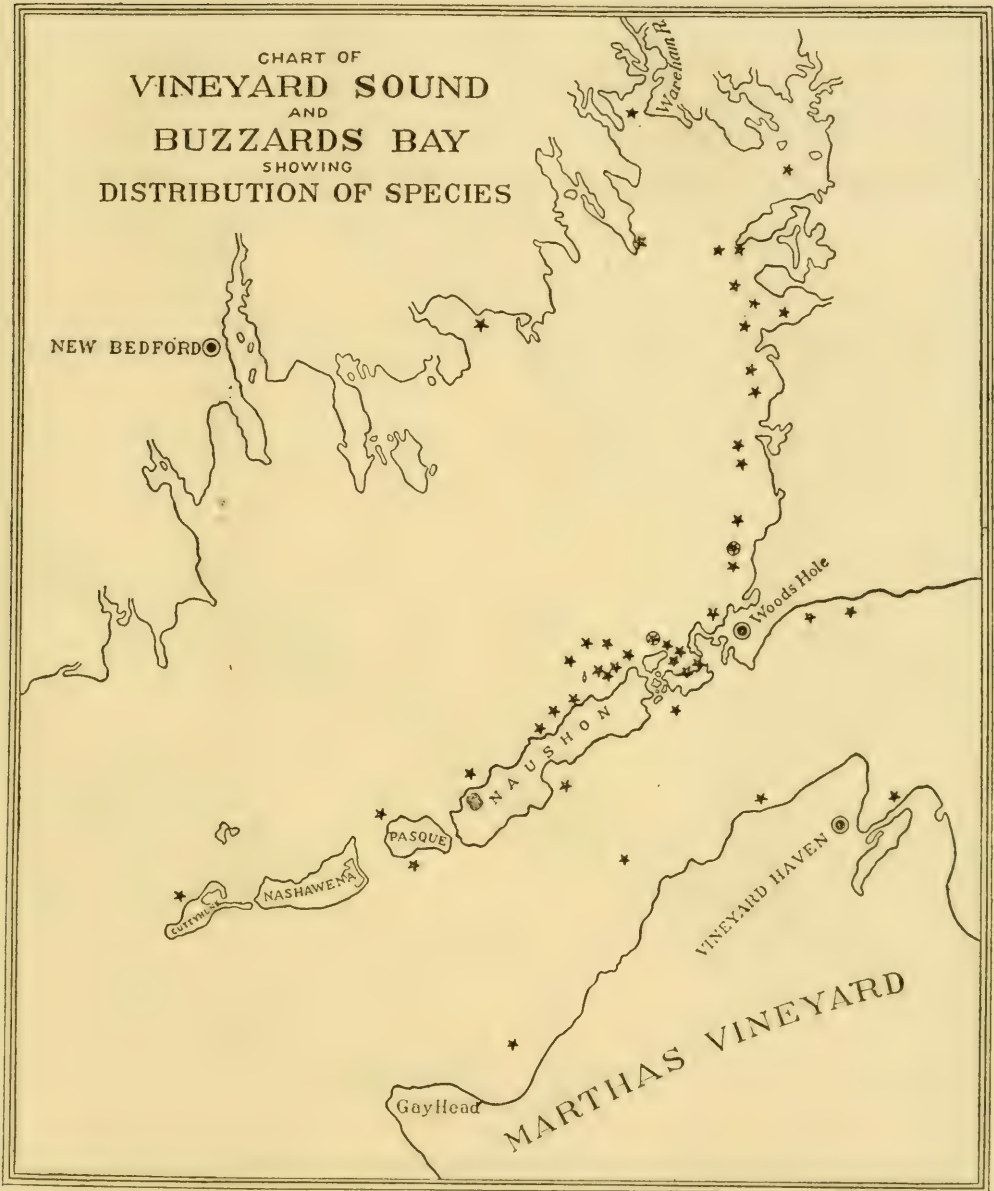 CHART OF
VINEYARD SOUND
AND
BUZZARDS BAY
SHOWING
DISTRIBUTION OF SPECIES
Wareham R.
NEW BEDFORD
Woods Hole
NAUSHON
PASQUE
NASHAWENA
CUTTYHUNK
VINEYARD HAVEN
MARTHAS VINEYARD
Gay Head